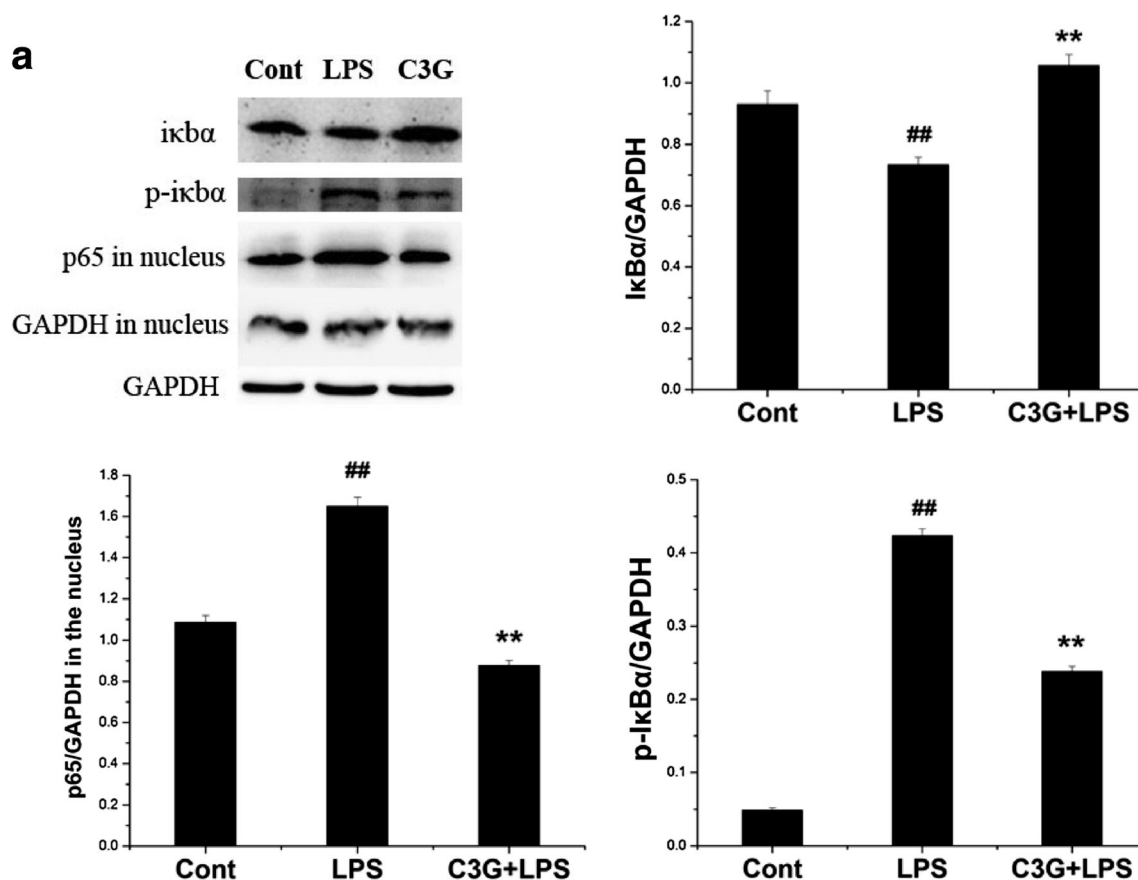 a
Cont LPS C3G
iκbα
p-iκbα
p65 in nucleus
GAPDH in nucleus
GAPDH
IκBα/GAPDH
1.2
1.0
0.8
0.6
0.4
0.2
0.0
##
**
Cont LPS C3G+LPS
p65/GAPDH in the nucleus
1.8
1.6
1.4
1.2
1.0
0.8
0.6
0.4
0.2
0.0
##
**
Cont LPS C3G+LPS
p-IκBα/GAPDH
0.5
0.4
0.3
0.2
0.1
0.0
##
**
Cont LPS C3G+LPS